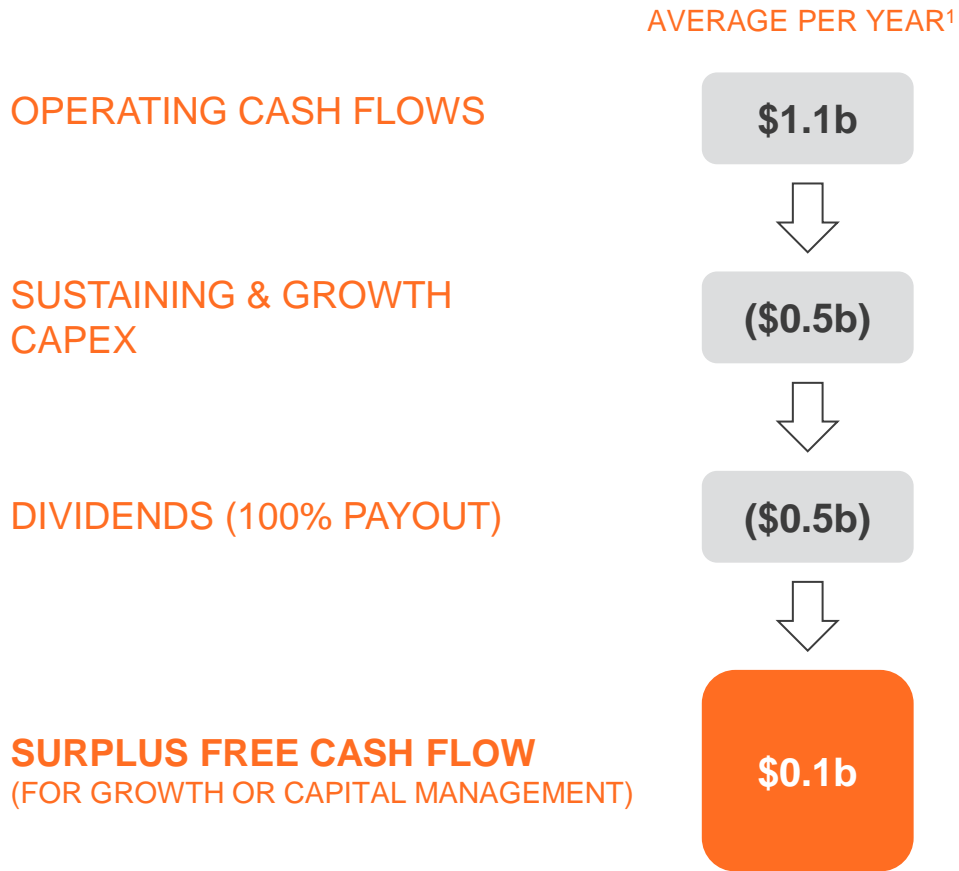 AVERAGE PER YEAR¹
OPERATING CASH FLOWS
$1.1b
SUSTAINING & GROWTH
CAPEX
($0.5b)
DIVIDENDS (100% PAYOUT)
($0.5b)
SURPLUS FREE CASH FLOW
(FOR GROWTH OR CAPITAL MANAGEMENT)
$0.1b